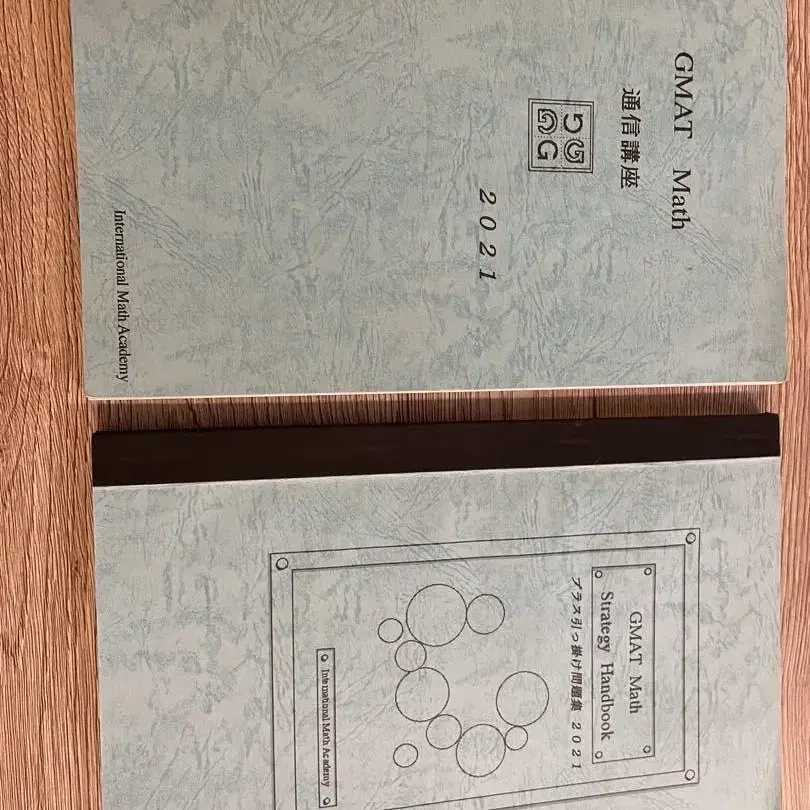 GMAT Math
通信講座
2021
International Math Academy
GMAT Math
Strategy Handbook
プラス引っ掛け問題集 2021
International Math Academy